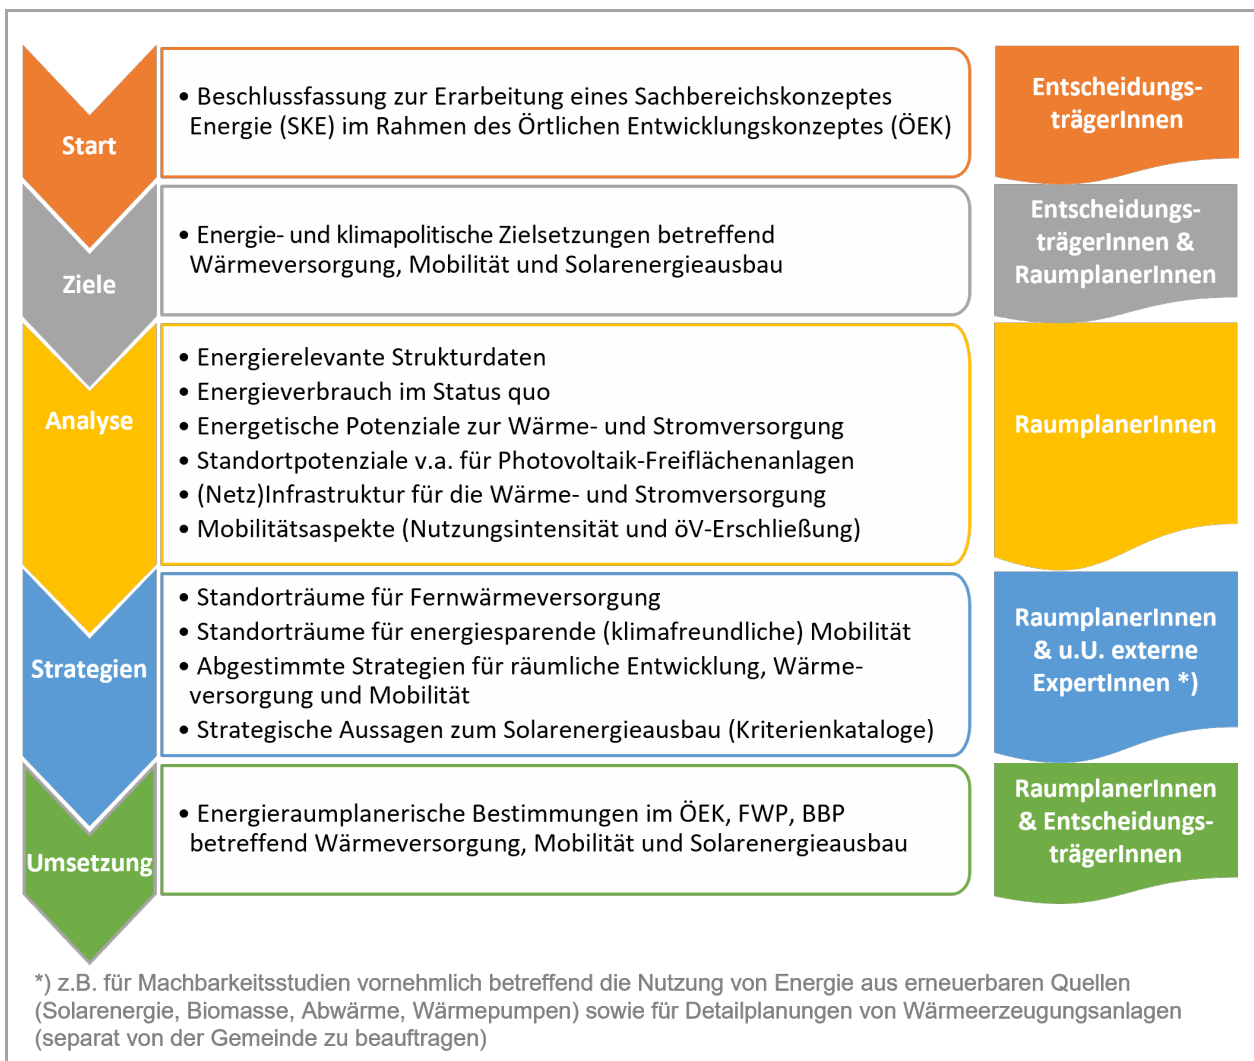 Start
• Beschlussfassung zur Erarbeitung eines Sachbereichskonzeptes
Energie (SKE) im Rahmen des Örtlichen Entwicklungskonzeptes (ÖEK)
Entscheidungs-
trägerInnen
Ziele
• Energie- und klimapolitische Zielsetzungen betreffend
Wärmeversorgung, Mobilität und Solarenergieausbau
Entscheidungs-
trägerInnen &
RaumplanerInnen
Analyse
• Energierelevante Strukturdaten
• Energieverbrauch im Status quo
• Energetische Potenziale zur Wärme- und Stromversorgung
• Standortpotenziale v.a. für Photovoltaik-Freiflächenanlagen
• (Netz)Infrastruktur für die Wärme- und Stromversorgung
• Mobilitätsaspekte (Nutzungsintensität und öV-Erschließung)
RaumplanerInnen
Strategien
• Standorträume für Fernwärmeversorgung
• Standorträume für energiesparende (klimafreundliche) Mobilität
• Abgestimmte Strategien für räumliche Entwicklung, Wärme-
versorgung und Mobilität
• Strategische Aussagen zum Solarenergieausbau (Kriterienkataloge)
RaumplanerInnen
& u.U. externe
ExpertInnen *)
Umsetzung
• Energieraumplanerische Bestimmungen im ÖEK, FWP, BBP
betreffend Wärmeversorgung, Mobilität und Solarenergieausbau
RaumplanerInnen
& Entscheidungs-
trägerInnen
*) z.B. für Machbarkeitsstudien vornehmlich betreffend die Nutzung von Energie aus erneuerbaren Quellen
(Solarenergie, Biomasse, Abwärme, Wärmepumpen) sowie für Detailplanungen von Wärmeerzeugungsanlagen
(separat von der Gemeinde zu beauftragen)